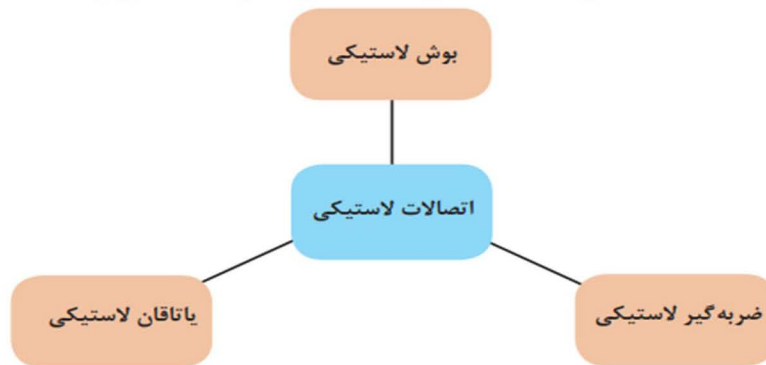 بوش لاستیکی
اتصالات لاستیکی
ضربه‌گیر لاستیکی
یاتاقان لاستیکی